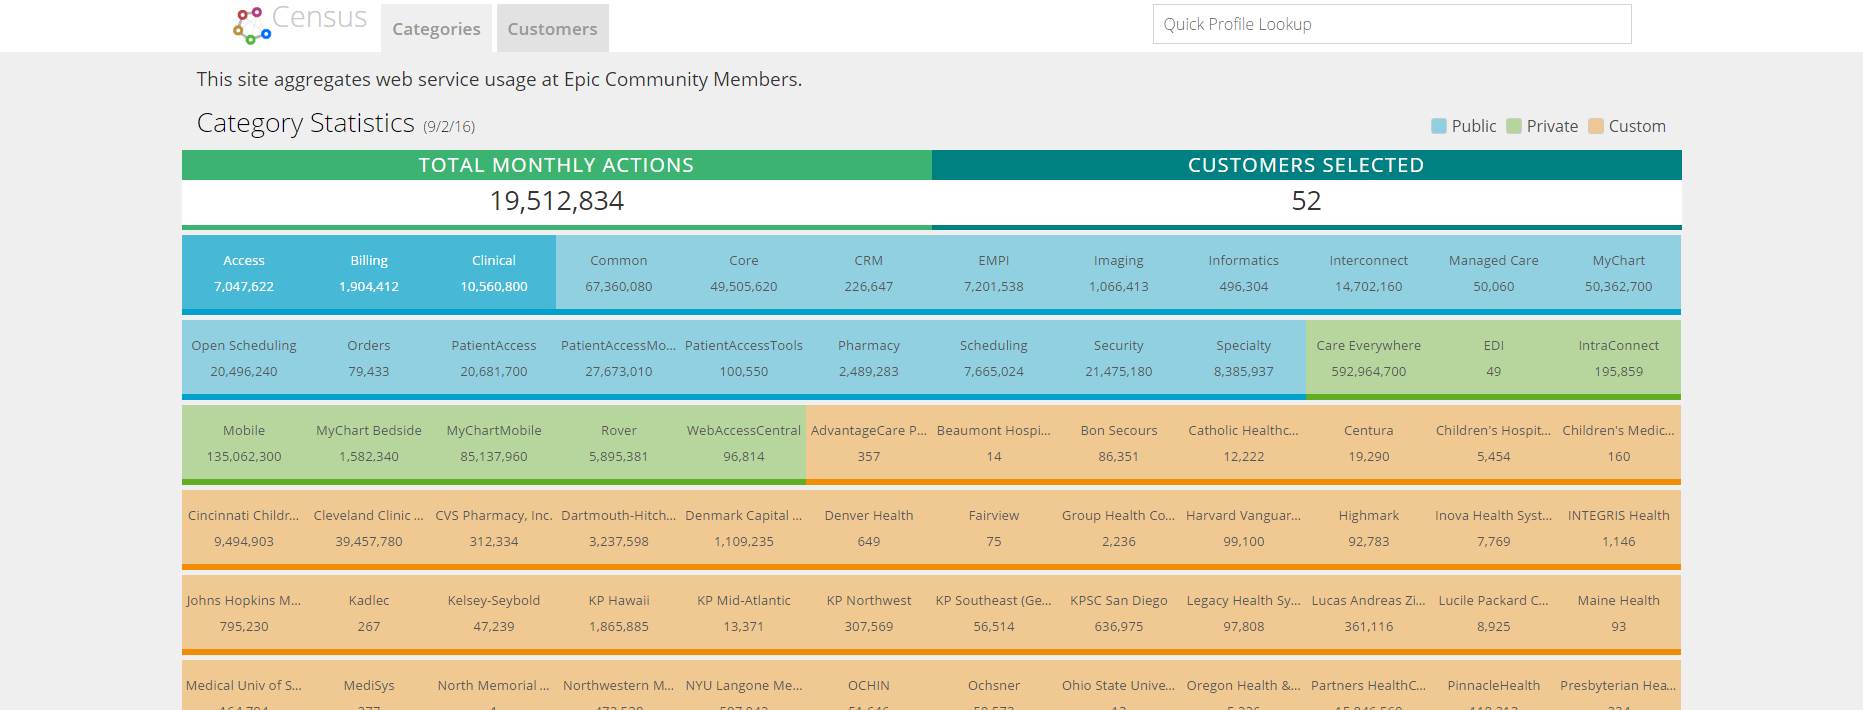 Census
Categories
Customers
Quick Profile Lookup
This site aggregates web service usage at Epic Community Members.
Category Statistics (9/2/16)
Public Private Custom
TOTAL MONTHLY ACTIONS CUSTOMERS SELECTED
19,512,834 52
Access Billing Clinical Common Core CRM EMPI Imaging Informatics Interconnect Managed Care MyChart
7,047,622 1,904,412 10,560,800 67,360,080 49,505,620 226,647 7,201,538 1,066,413 496,304 14,702,160 50,060 50,362,700
Open Scheduling Orders PatientAccess PatientAccessMo... PatientAccessTools Pharmacy Scheduling Security Specialty Care Everywhere EDI IntraConnect
20,496,240 79,433 20,681,700 27,673,010 100,550 2,489,283 7,665,024 21,475,180 8,385,937 592,964,700 49 195,859
Mobile MyChart Bedside MyChartMobile Rover WebAccessCentral AdvantageCare P... Beaumont Hospi... Bon Secours Catholic Healthc... Centura Children's Hospit... Children's Medic...
135,062,300 1,582,340 85,137,960 5,895,381 96,814 357 14 86,351 12,222 19,290 5,454 160
Cincinnati Childr... Cleveland Clinic ... CVS Pharmacy, Inc. Dartmouth-Hitch... Denmark Capital ... Denver Health Fairview Group Health Co... Harvard Vanguar... Highmark Inova Health Syst... INTEGRIS Health
9,494,903 39,457,780 312,334 3,237,598 1,109,235 649 75 2,236 99,100 92,783 7,769 1,146
Johns Hopkins M... Kadlec Kelsey-Seybold KP Hawaii KP Mid-Atlantic KP Northwest KP Southeast (Ge... KPSC San Diego Legacy Health Sy... Lucas Andreas Zi... Lucile Packard C... Maine Health
795,230 267 47,239 1,865,885 13,371 307,569 56,514 636,975 97,808 361,116 8,925 93
Medical Univ of S... MediSys North Memorial ... Northwestern M... NYU Langone Me... OCHIN Ochsner Ohio State Unive... Oregon Health &... Partners HealthC... PinnacleHealth Presbyterian Hea...